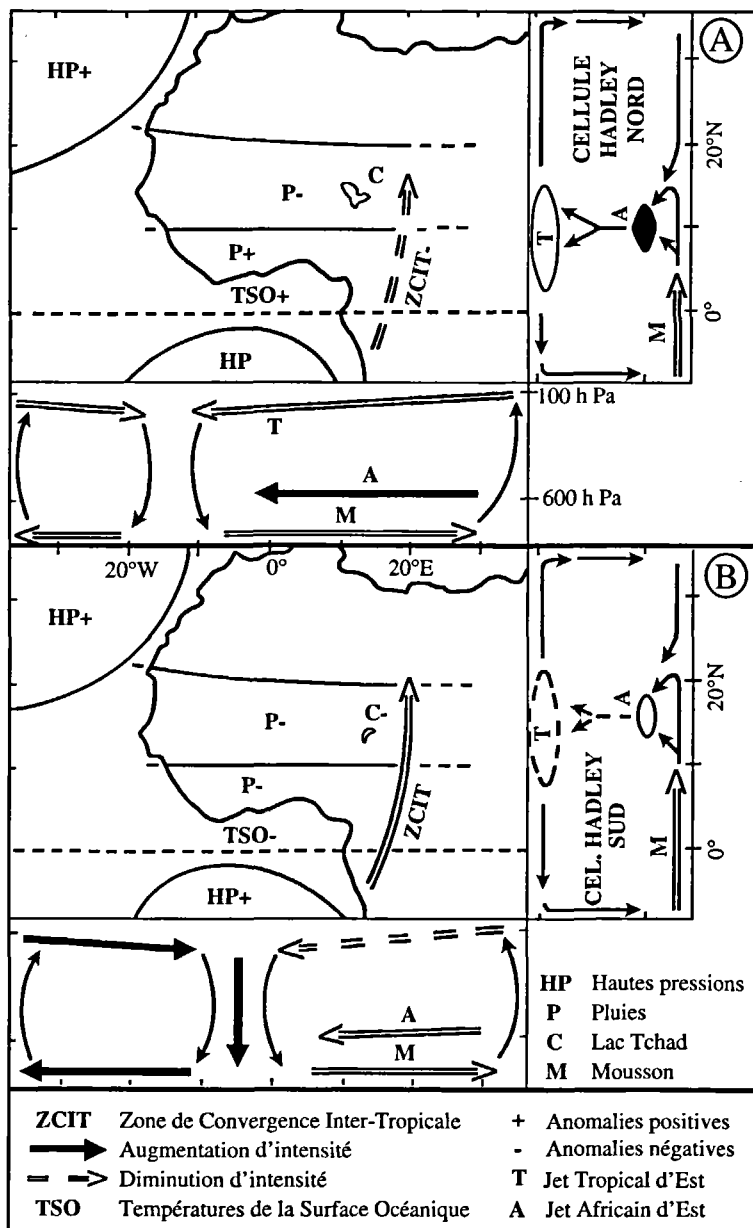 A
HP+
CELLULE
HADLEY
NORD
20°N
C
P-
A
T
P+
ZCIT-
TSO+
0°
HP
M
100 h Pa
T
A
600 h Pa
M
20°W 0° 20°E
B
HP+
20°N
C-
P-
A
T
P-
ZCIT
TSO-
CEL. HADLEY
SUD
M
0°
HP+
A
M
HP Hautes pressions
P Pluies
C Lac Tchad
M Mousson
ZCIT Zone de Convergence Inter-Tropicale
+ Anomalies positives
Augmentation d'intensité
- Anomalies négatives
Diminution d'intensité
T Jet Tropical d'Est
TSO Températures de la Surface Océanique
A Jet Africain d'Est